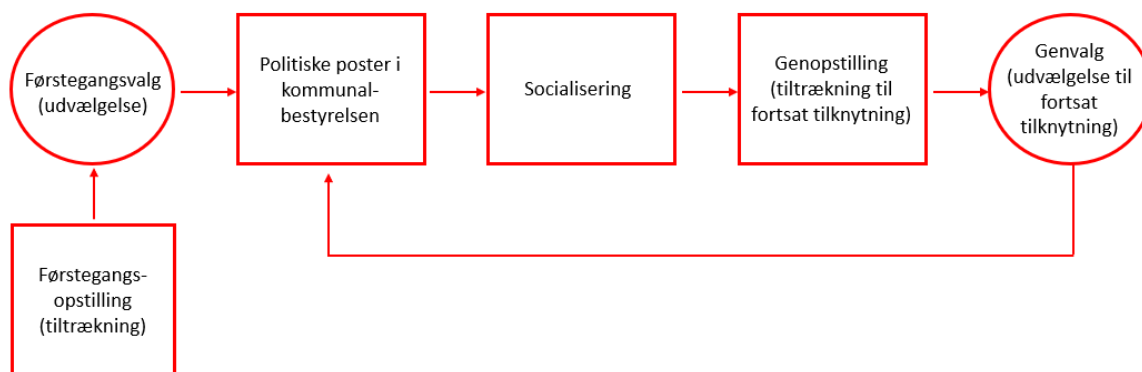 Førstegangsvalg
(udvælgelse)
Politiske poster i
kommunal-
bestyrelsen
Socialisering
Genopstilling
(tiltrækning til
fortsat tilknytning)
Genvalg
(udvælgelse til
fortsat
tilknytning)
Førstegangs-
opstilling
(tiltrækning)